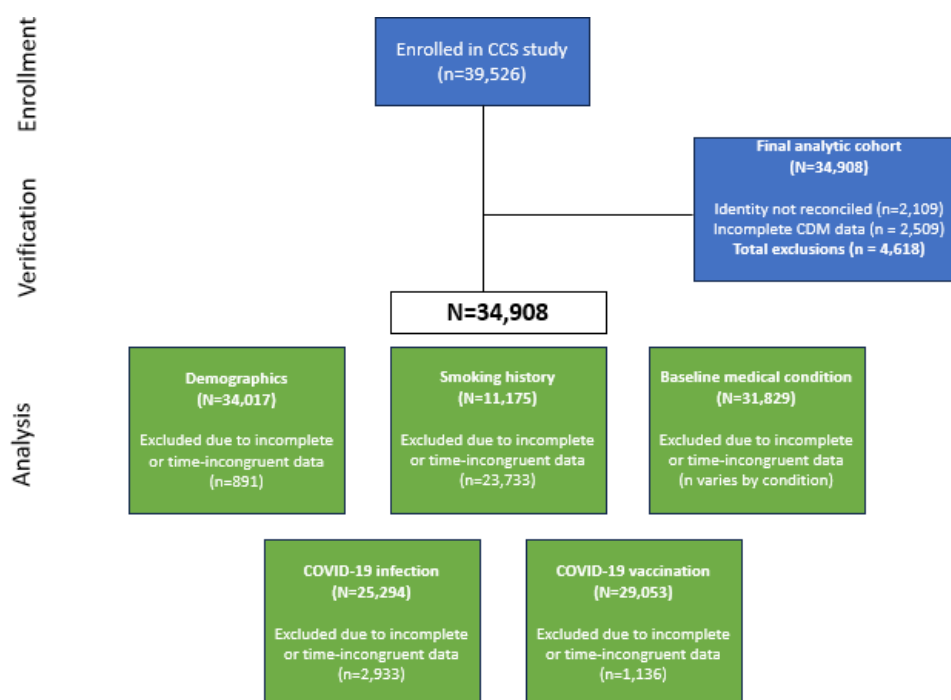 Enrollment
Enrolled in CCS study
(n=39,526)
Verification
Final analytic cohort
(N=34,908)
Identity not reconciled (n=2,109)
Incomplete CDM data (n = 2,509)
Total exclusions (n = 4,618)
N=34,908
Analysis
Demographics
(N=34,017)
Excluded due to incomplete
or time-incongruent data
(n=891)
Smoking history
(N=11,175)
Excluded due to incomplete
or time-incongruent data
(n=23,733)
Baseline medical condition
(N=31,829)
Excluded due to incomplete
or time-incongruent data
(n varies by condition)
COVID-19 infection
(N=25,294)
Excluded due to incomplete
or time-incongruent data
(n=2,933)
COVID-19 vaccination
(N=29,053)
Excluded due to incomplete
or time-incongruent data
(n=1,136)